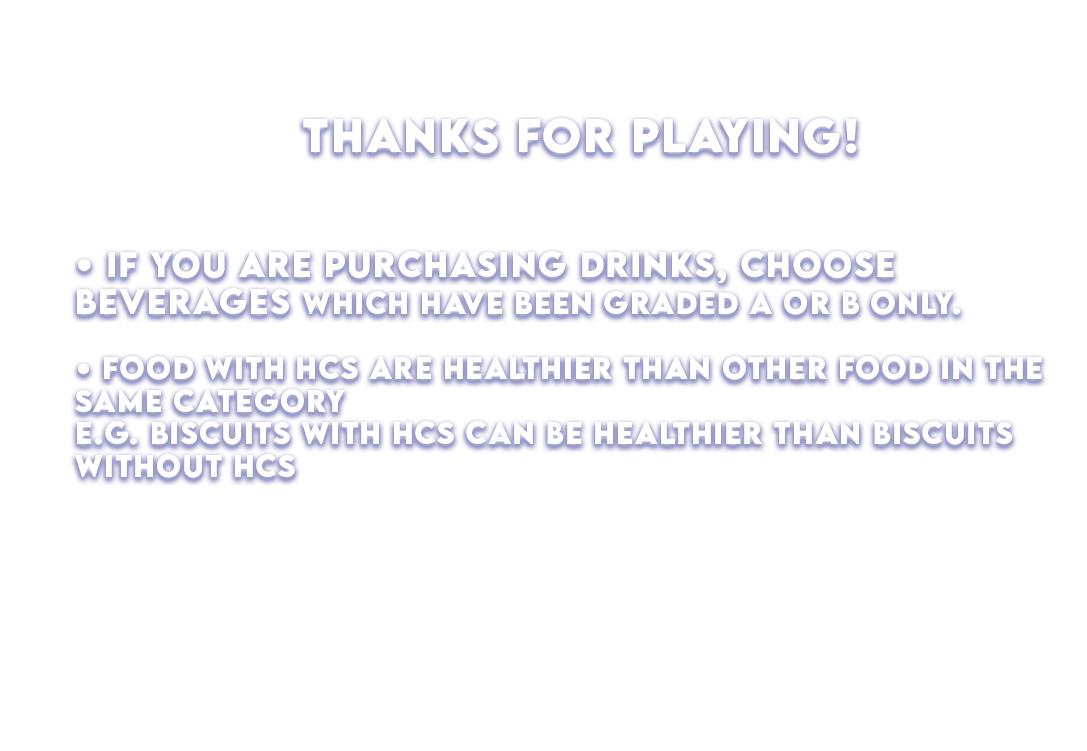 THANKS FOR PLAYING!
• IF YOU ARE PURCHASING DRINKS, CHOOSE
BEVERAGES WHICH HAVE BEEN GRADED A OR B ONLY.
• FOOD WITH HCS ARE HEALTHIER THAN OTHER FOOD IN THE
SAME CATEGORY
E.G. BISCUITS WITH HCS CAN BE HEALTHIER THAN BISCUITS
WITHOUT HCS